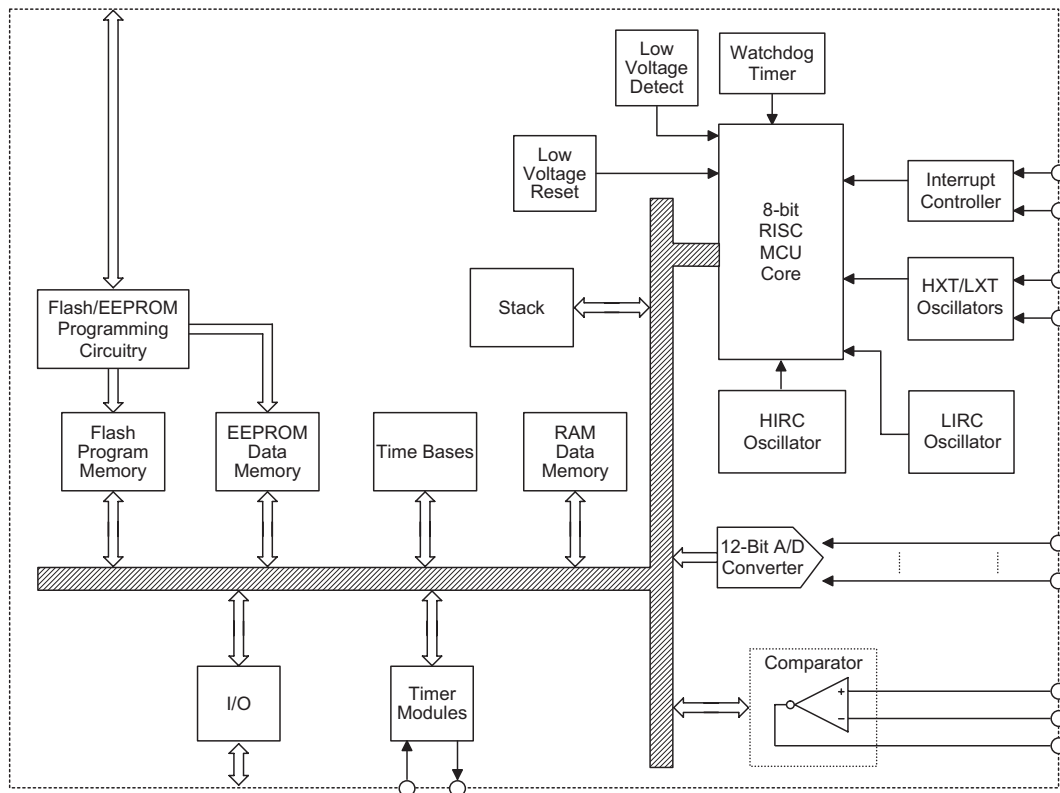 Low
Voltage
Detect
Watchdog
Timer
Low
Voltage
Reset
8-bit
RISC
MCU
Core
Interrupt
Controller
HXT/LXT
Oscillators
Stack
Flash/EEPROM
Programming
Circuitry
HIRC
Oscillator
LIRC
Oscillator
Flash
Program
Memory
EEPROM
Data
Memory
Time Bases
RAM
Data
Memory
12-Bit A/D
Converter
Comparator
+
−
I/O
Timer
Modules